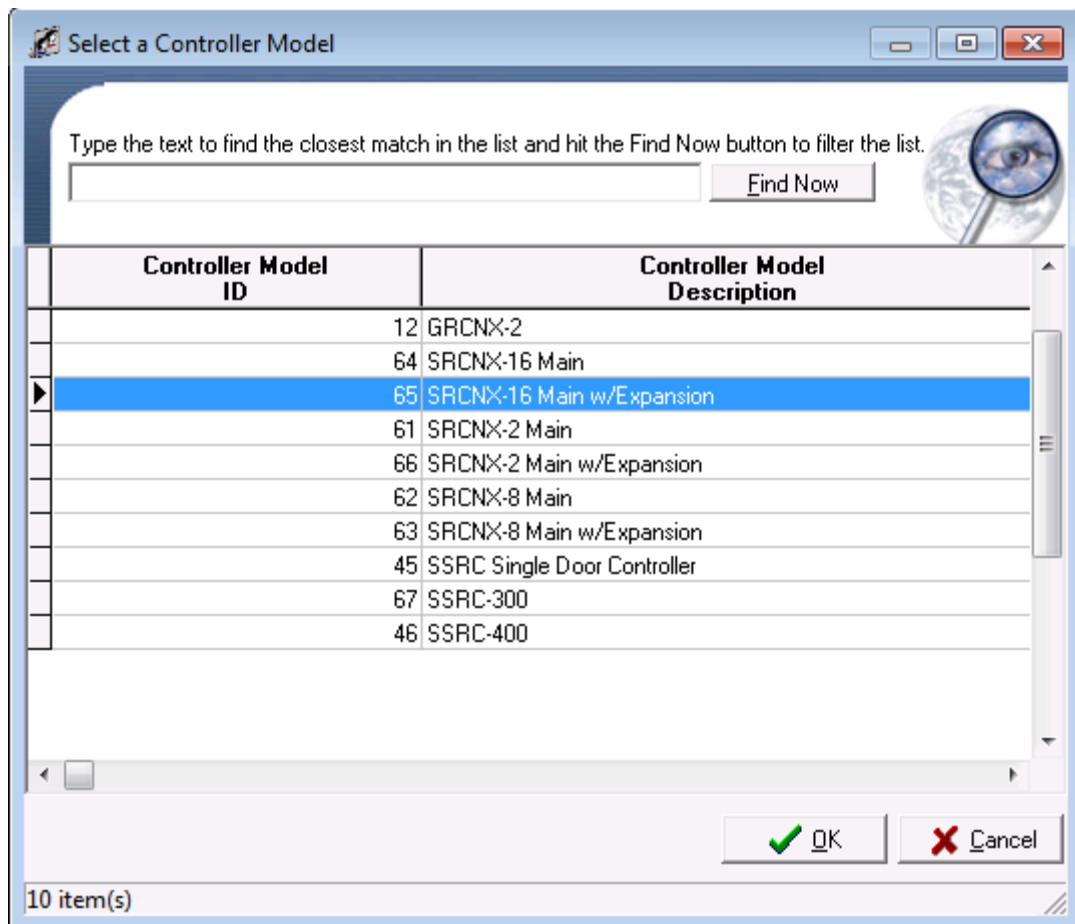 Select a Controller Model
Type the text to find the closest match in the list and hit the Find Now button to filter the list.
Find Now
Controller Model ID Controller Model Description
12 GRCNX-2
64 SRCNX-16 Main
65 SRCNX-16 Main w/Expansion
61 SRCNX-2 Main
66 SRCNX-2 Main w/Expansion
62 SRCNX-8 Main
63 SRCNX-8 Main w/Expansion
45 SSRC Single Door Controller
67 SSRC-300
46 SSRC-400
OK Cancel
10 item(s)